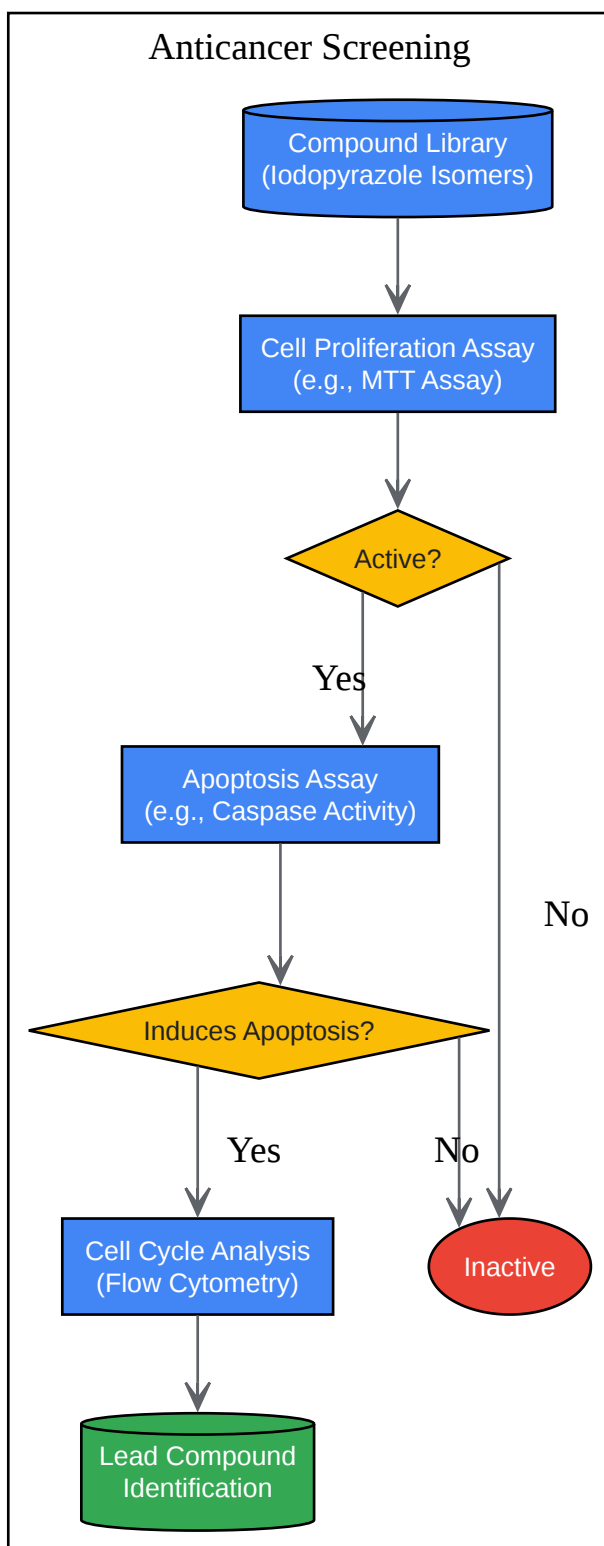 Anticancer Screening
Compound Library
(Iodopyrazole Isomers)
Cell Proliferation Assay
(e.g., MTT Assay)
Active?
Yes
Apoptosis Assay
(e.g., Caspase Activity)
No
Induces Apoptosis?
Yes
No
Cell Cycle Analysis
(Flow Cytometry)
Inactive
Lead Compound
Identification